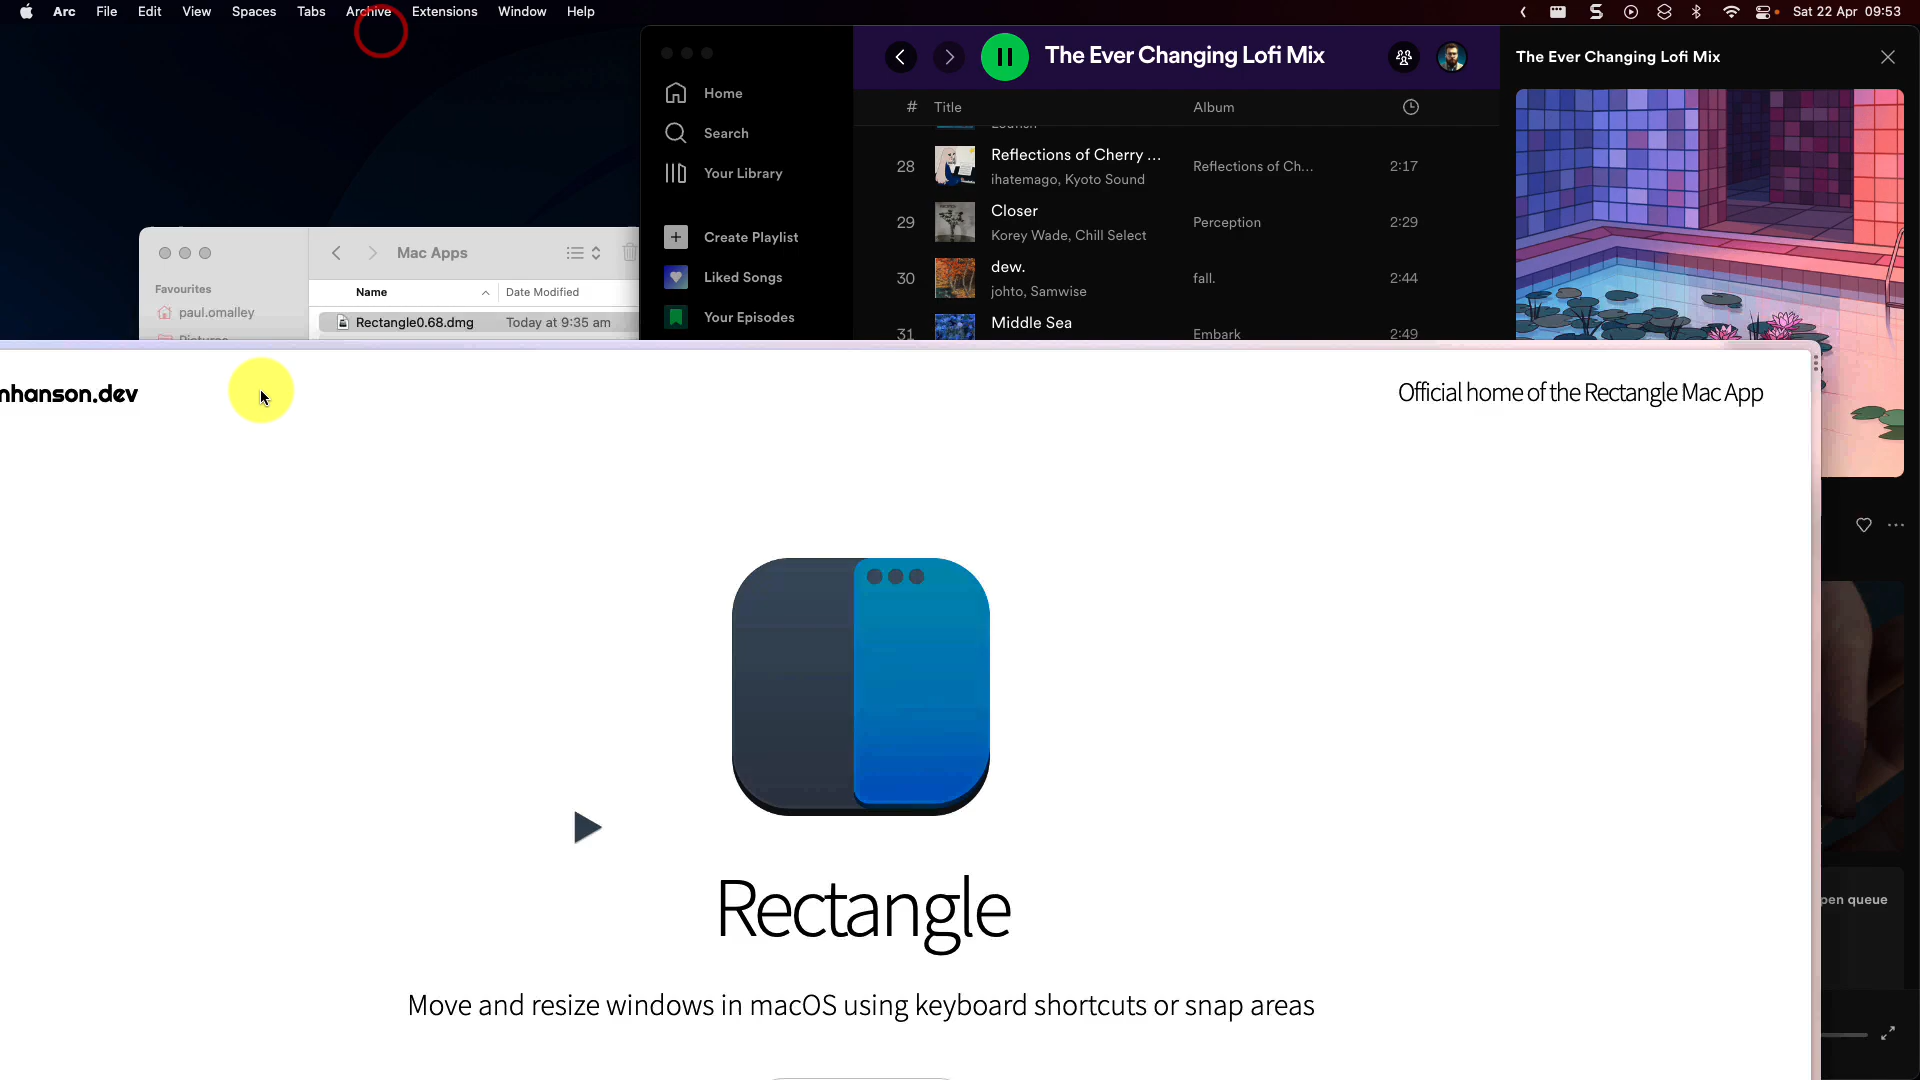 Arc File Edit View Spaces Tabs Archive Extensions Window Help
Sat 22 Apr 09:53
Home
Search
Your Library
Create Playlist
Liked Songs
Your Episodes
The Ever Changing Lofi Mix
# Title Album
28 Reflections of Cherry ... Reflections of Ch... 2:17
ihatemago, Kyoto Sound
29 Closer Perception 2:29
Korey Wade, Chill Select
30 dew. fall. 2:44
johto, Samwise
31 Middle Sea Embark 2:49
The Ever Changing Lofi Mix
pen queue
Mac Apps
Favourites
paul.omalley
Pictures
Name Date Modified
Rectangle0.68.dmg Today at 9:35 am
mhanson.dev
Official home of the Rectangle Mac App
Rectangle
Move and resize windows in macOS using keyboard shortcuts or snap areas